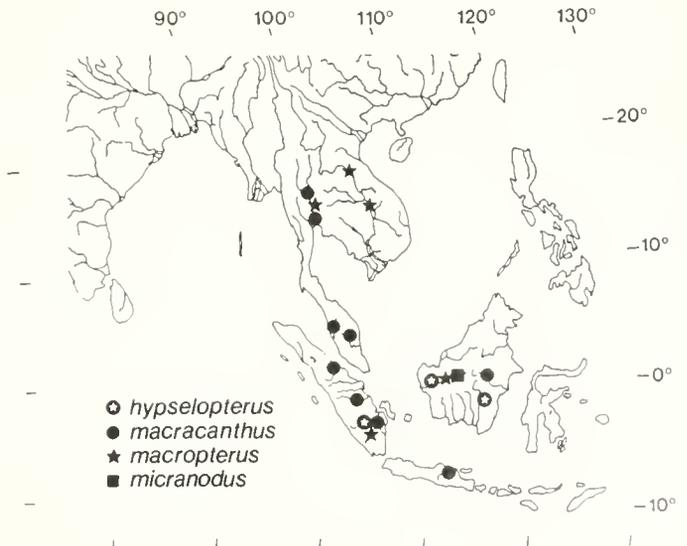 90° 100° 110° 120° 130°
–20°
–10°
–0°
hypselopterus
macracanthus
macropterus
micranodus
–10°